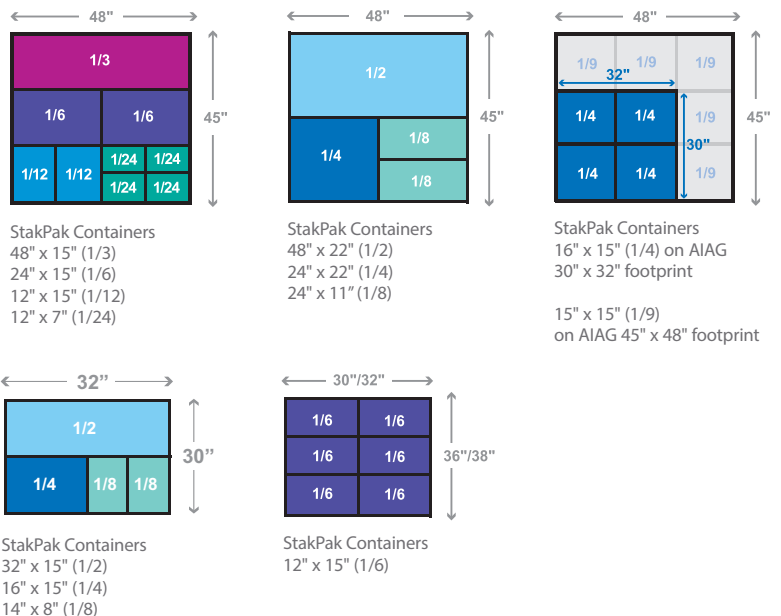 48"
1/3
1/6 1/6
1/12 1/12 1/24 1/24
1/24 1/24
45"
StakPak Containers
48" x 15" (1/3)
24" x 15" (1/6)
12" x 15" (1/12)
12" x 7" (1/24)
48"
1/2
1/4 1/8
1/8
45"
StakPak Containers
48" x 22" (1/2)
24" x 22" (1/4)
24" x 11” (1/8)
48"
1/9 1/9 1/9
32"
1/4 1/4 1/9
30"
1/4 1/4 1/9
45"
StakPak Containers
16" x 15" (1/4) on AIAG
30" x 32" footprint
15" x 15" (1/9)
on AIAG 45" x 48" footprint
32”
1/2
1/4 1/8 1/8
30”
StakPak Containers
32" x 15" (1/2)
16" x 15" (1/4)
14" x 8" (1/8)
30"/32"
1/6 1/6
1/6 1/6
1/6 1/6
36"/38"
StakPak Containers
12" x 15" (1/6)